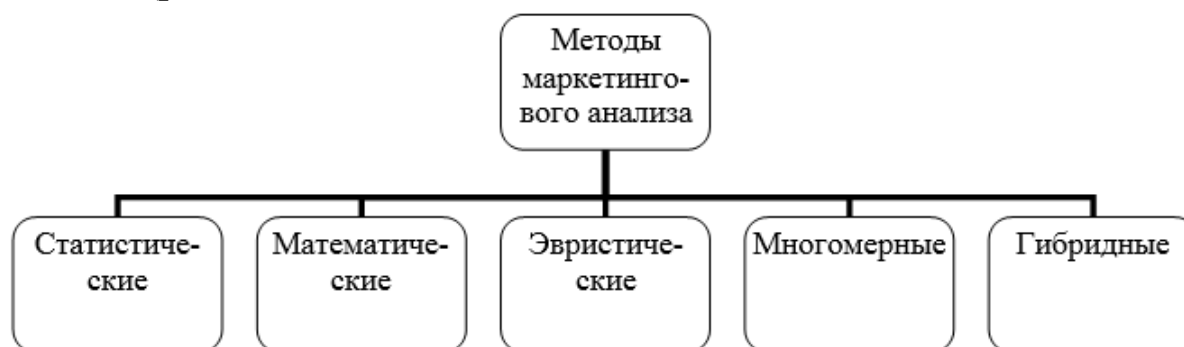 Методы
маркетинго-
вого анализа
Статистиче-
ские
Математиче-
ские
Эвристиче-
ские
Многомерные
Гибридные